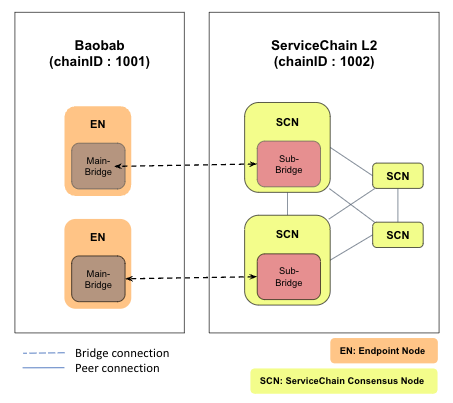 Baobab
(chainID : 1001)
ServiceChain L2
(chainID : 1002)
EN
Main-
Bridge
SCN
Sub-
Bridge
SCN
SCN
EN
Main-
Bridge
SCN
Sub-
Bridge
Bridge connection
Peer connection
EN: Endpoint Node
SCN: ServiceChain Consensus Node